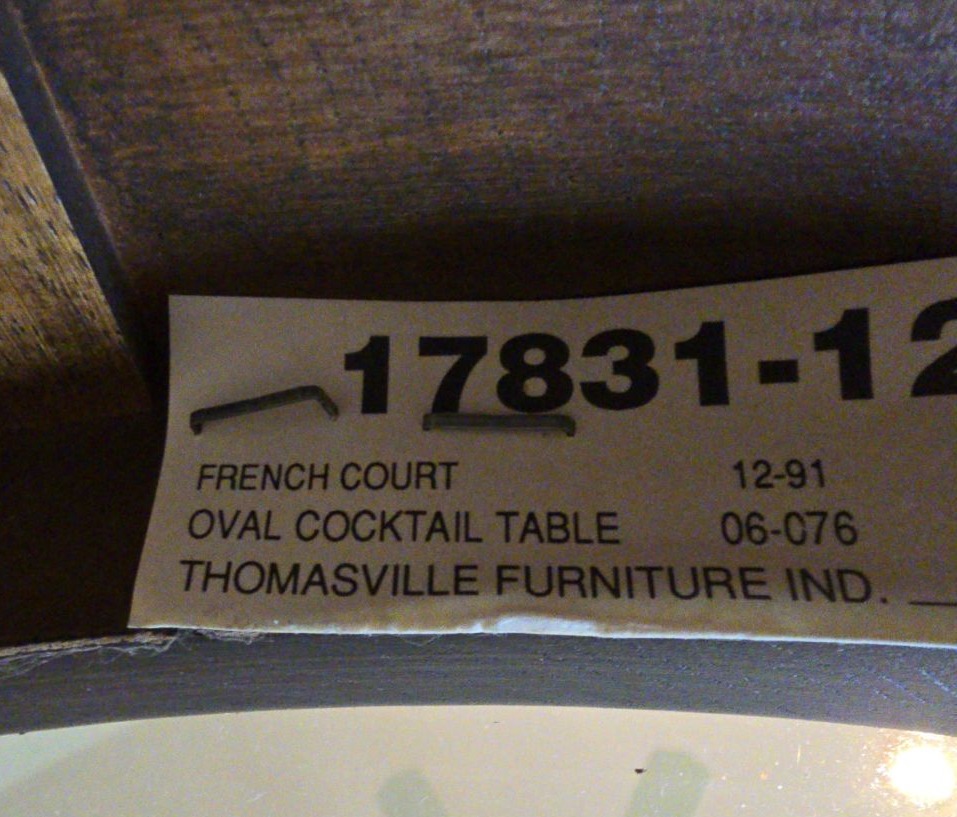 17831-12
FRENCH COURT 12-91
OVAL COCKTAIL TABLE 06-076
THOMASVILLE FURNITURE IND.